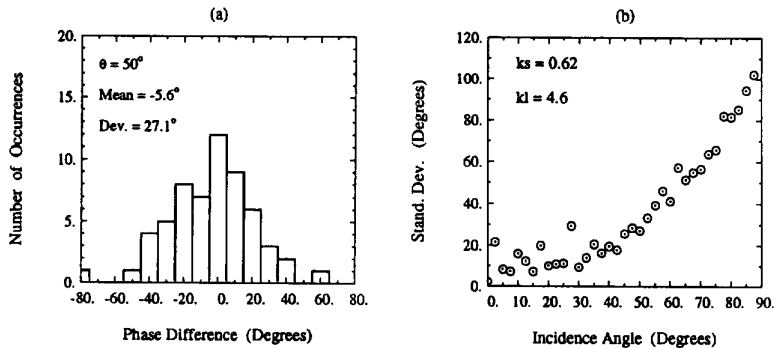 (a)
20.
15.
10.
5.
0.
-80. -60. -40. -20. 0. 20. 40. 60. 80.
Number of Occurrences
Phase Difference (Degrees)
θ = 50°
Mean = -5.6°
Dev. = 27.1°
(b)
120.
100.
80.
60.
40.
20.
0.
0. 10. 20. 30. 40. 50. 60. 70. 80. 90.
Stand. Dev. (Degrees)
Incidence Angle (Degrees)
ks = 0.62
kl = 4.6